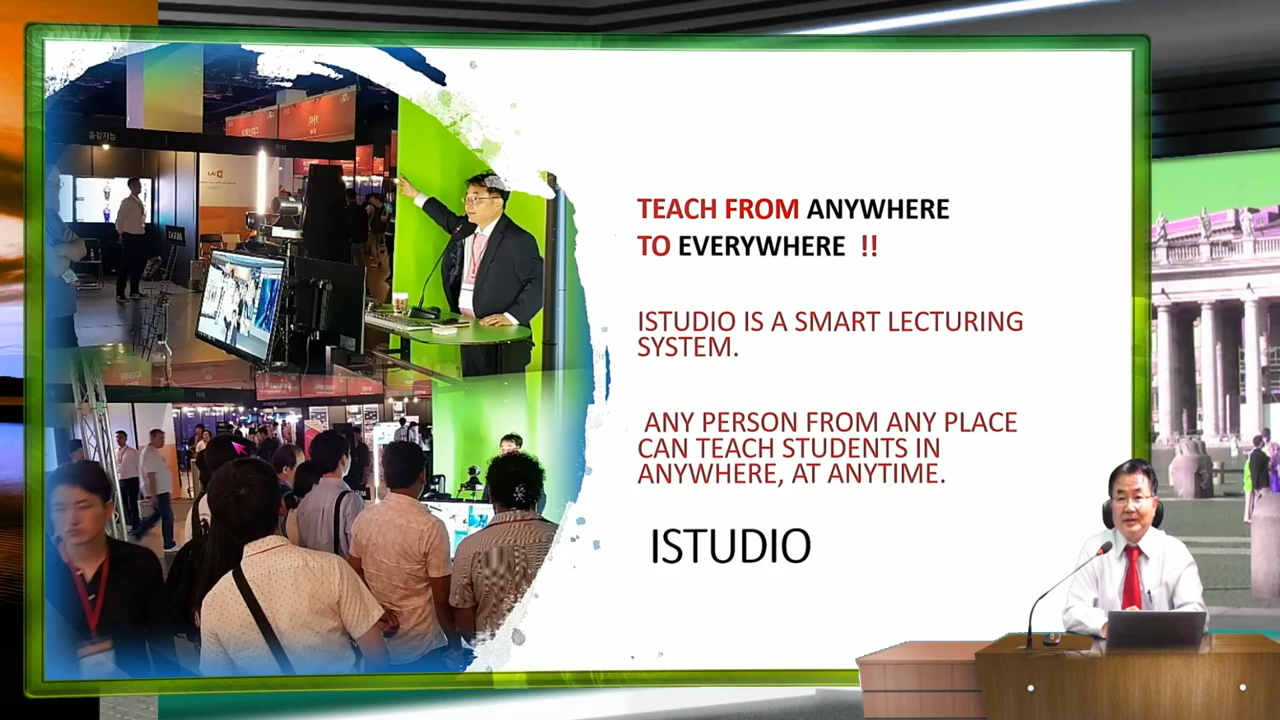 TEACH FROM ANYWHERE
TO EVERYWHERE !!
ISTUDIO IS A SMART LECTURING
SYSTEM.
ANY PERSON FROM ANY PLACE
CAN TEACH STUDENTS IN
ANYWHERE, AT ANYTIME.
ISTUDIO